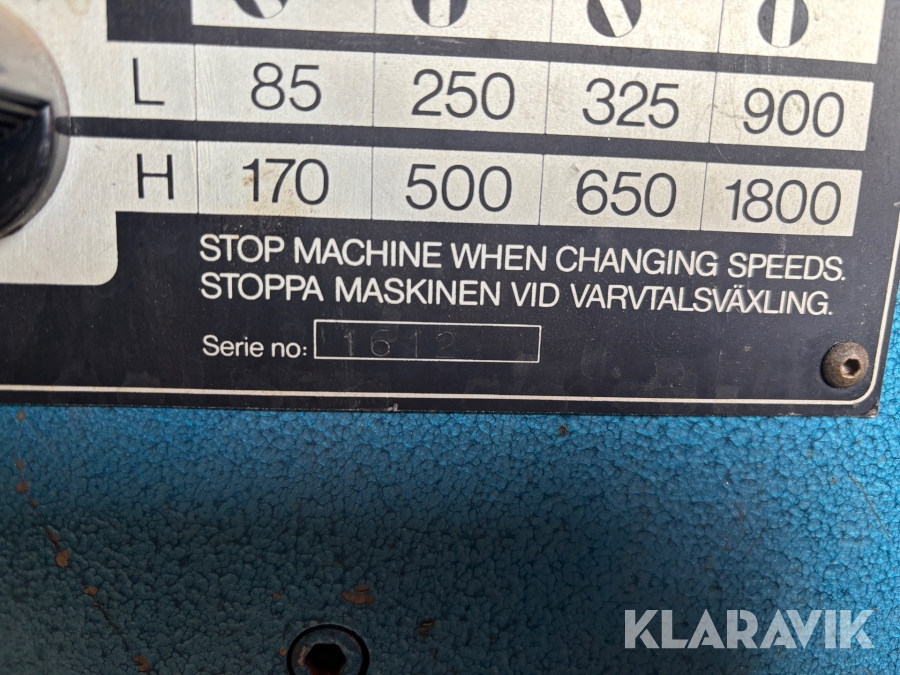 L 85 250 325 900
H 170 500 650 1800
STOP MACHINE WHEN CHANGING SPEEDS.
STOPPA MASKINEN VID VARVTALSVÄXLING.
Serie no: 1612
KLARAVIK